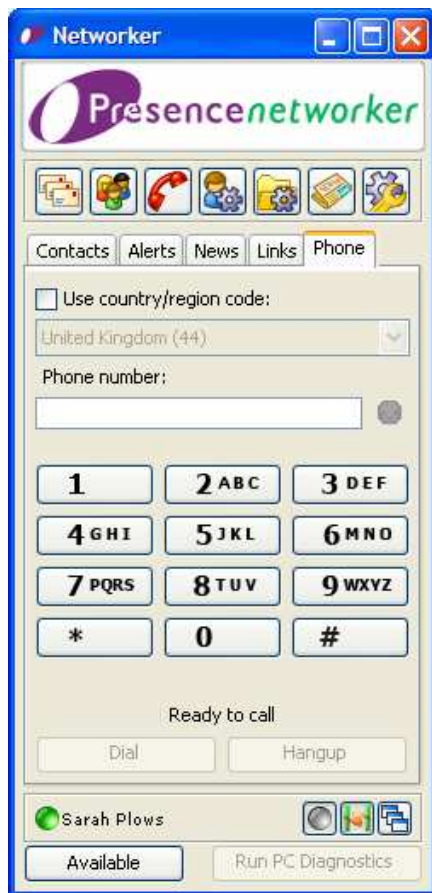 Networker
Presencenetworker
Contacts Alerts News Links Phone
Use country/region code:
United Kingdom (44)
Phone number:
1 2 ABC 3 DEF
4 GHI 5 JKL 6 MNO
7 PQRS 8 TUV 9 WXYZ
* 0 #
Ready to call
Dial Hangup
Sarah Plows
Available Run PC Diagnostics